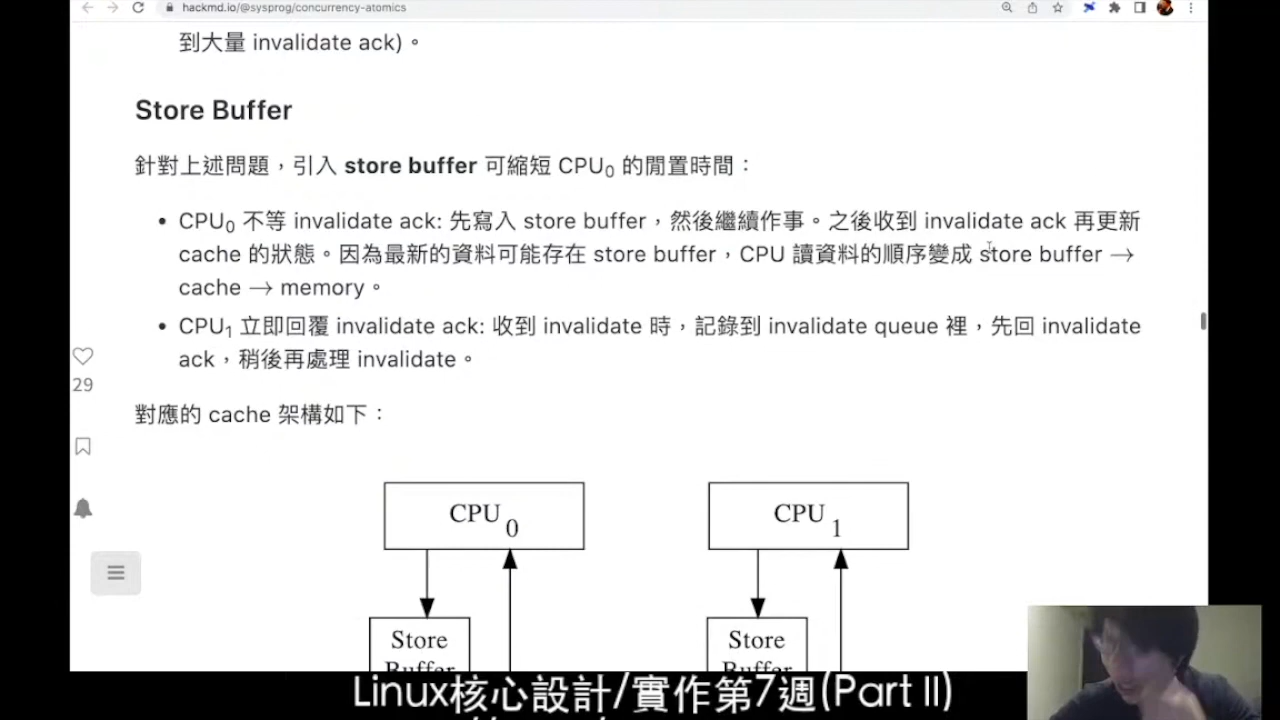 hackmd.io/@sysprog/concurrency-atomics
到大量 invalidate ack)。
Store Buffer
針對上述問題，引入 store buffer 可縮短 CPU0 的閒置時間：
• CPU0 不等 invalidate ack: 先寫入 store buffer，然後繼續作事。之後收到 invalidate ack 再更新
cache 的狀態。因為最新的資料可能存在 store buffer，CPU 讀資料的順序變成 store buffer →
cache → memory。
• CPU1 立即回覆 invalidate ack: 收到 invalidate 時，記錄到 invalidate queue 裡，先回 invalidate
ack，稍後再處理 invalidate。
29
對應的 cache 架構如下：
CPU 0
CPU 1
Store
Buffer
Store
Buffer
Linux核心設計/實作第7週(Part II)